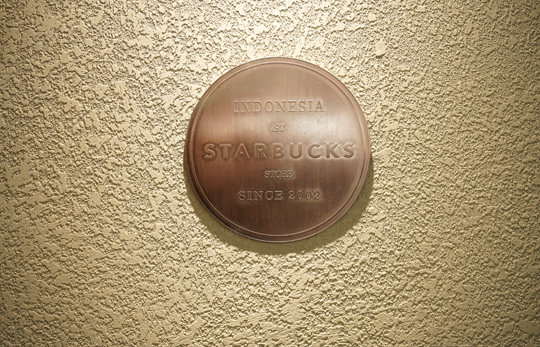 INDONESIA
1ST
STARBUCKS
STORE
SINCE 2002